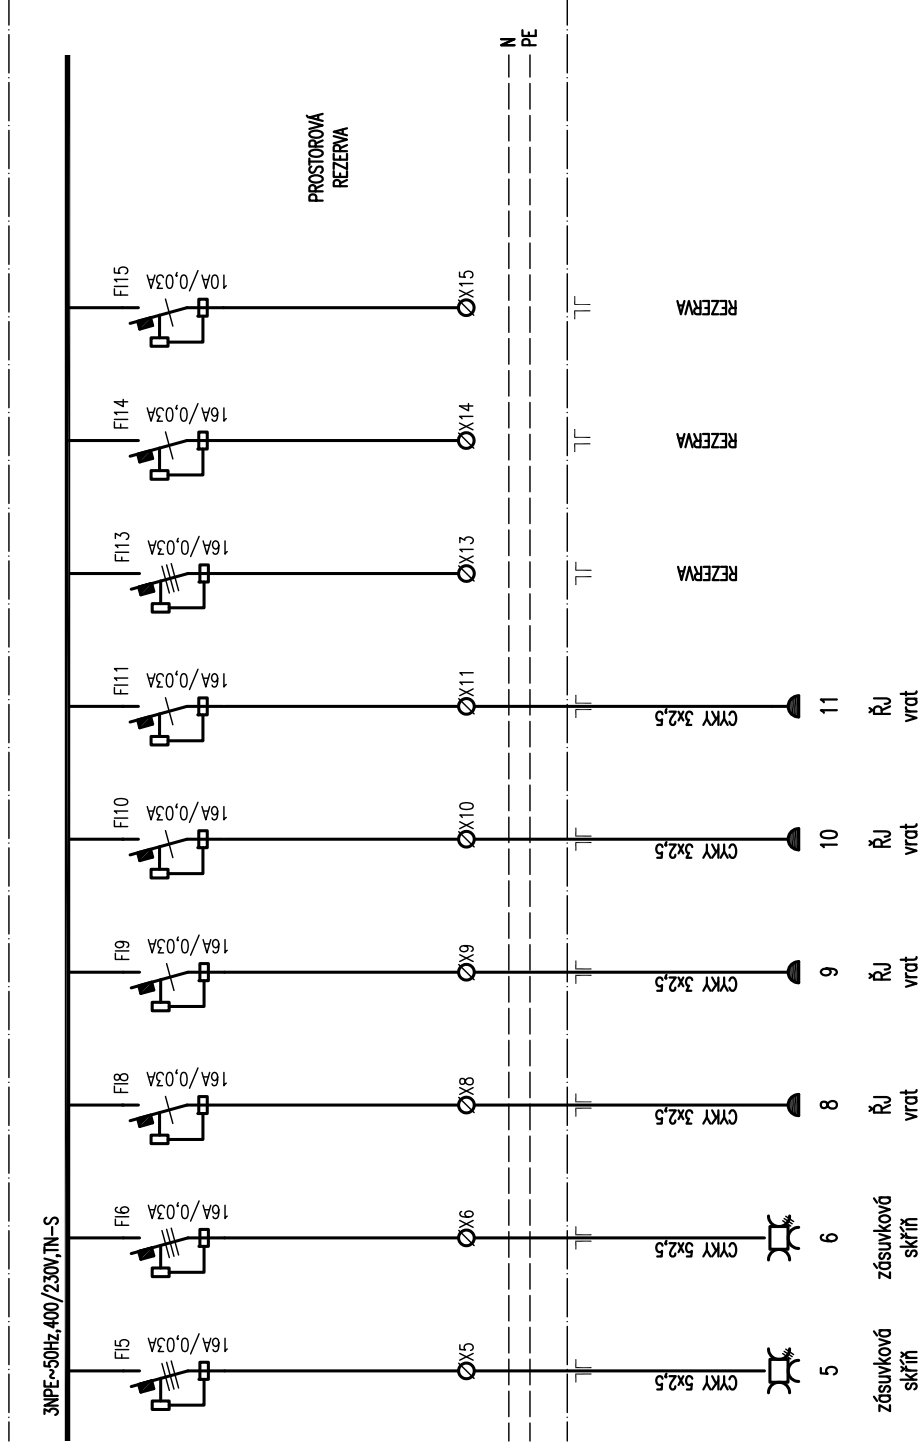 3NPE~50Hz,400/230V,TN-S
FI5
16A/0,03A
X5
CYKY 5x2,5
5
zásuvková
skříň
FI6
16A/0,03A
X6
CYKY 5x2,5
6
zásuvková
skříň
FI8
16A/0,03A
X8
CYKY 3x2,5
8
ŘJ
vrat
FI9
16A/0,03A
X9
CYKY 3x2,5
9
ŘJ
vrat
FI10
16A/0,03A
X10
CYKY 3x2,5
10
ŘJ
vrat
FI11
16A/0,03A
X11
CYKY 3x2,5
11
ŘJ
vrat
FI13
16A/0,03A
X13
REZERVA
FI14
16A/0,03A
X14
REZERVA
FI15
10A/0,03A
X15
REZERVA
PROSTOROVÁ
REZERVA
N
PE